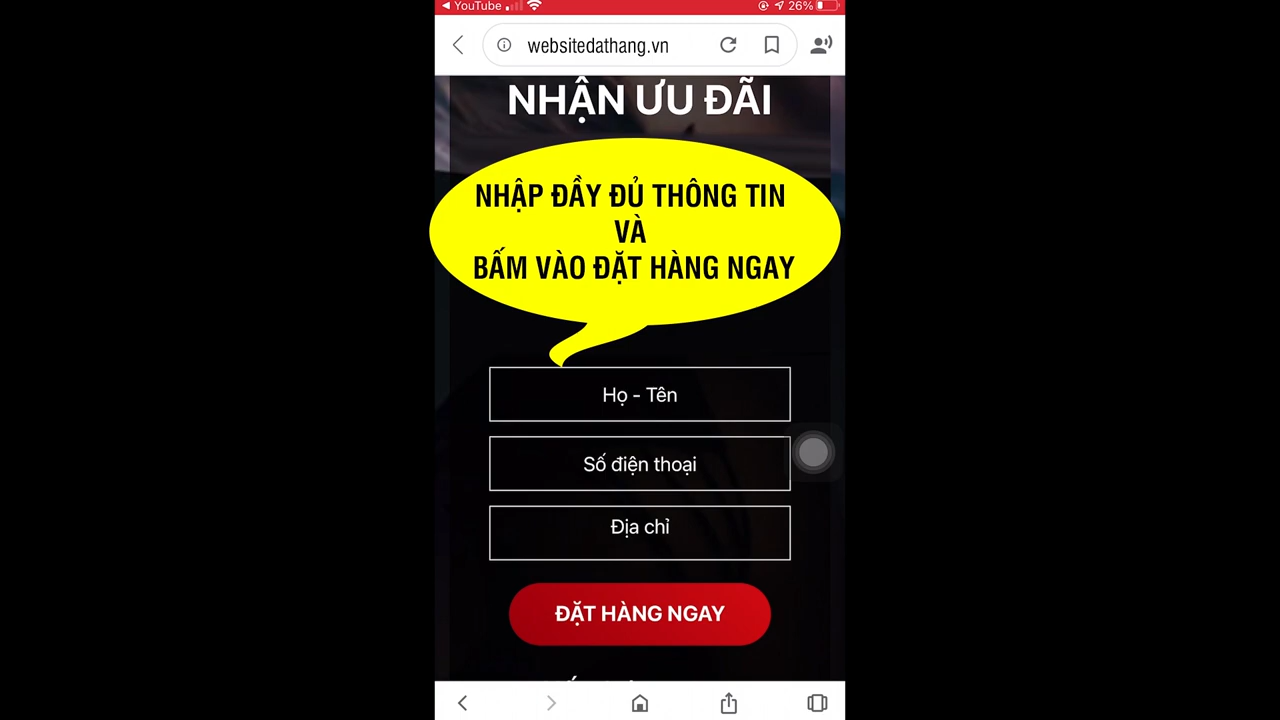 YouTube 26%
websitedathang.vn
NHẬN ƯU ĐÃI
NHẬP ĐẦY ĐỦ THÔNG TIN
VÀ
BẤM VÀO ĐẶT HÀNG NGAY
Họ - Tên
Số điện thoại
Địa chỉ
ĐẶT HÀNG NGAY